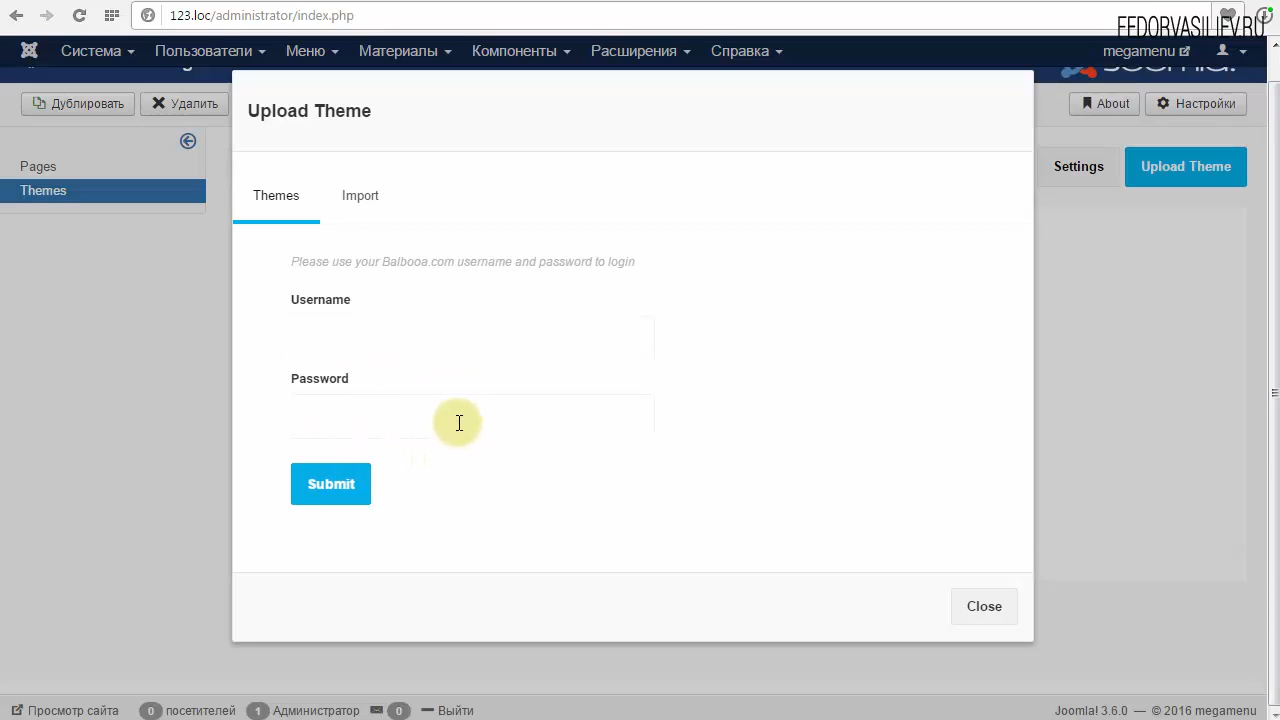 123.loc/administrator/index.php
FEDORVASILIEV.RU
Система Пользователи Меню Материалы Компоненты Расширения Справка megamenu
Joomla!
Дублировать Удалить About Настройки
Upload Theme
Pages
Themes
Settings Upload Theme
Themes Import
Please use your Balbooa.com username and password to login
Username
Password
Submit
Close
Просмотр сайта 0 посетителей 1 Администратор 0 Выйти Joomla! 3.6.0 — © 2016 megamenu